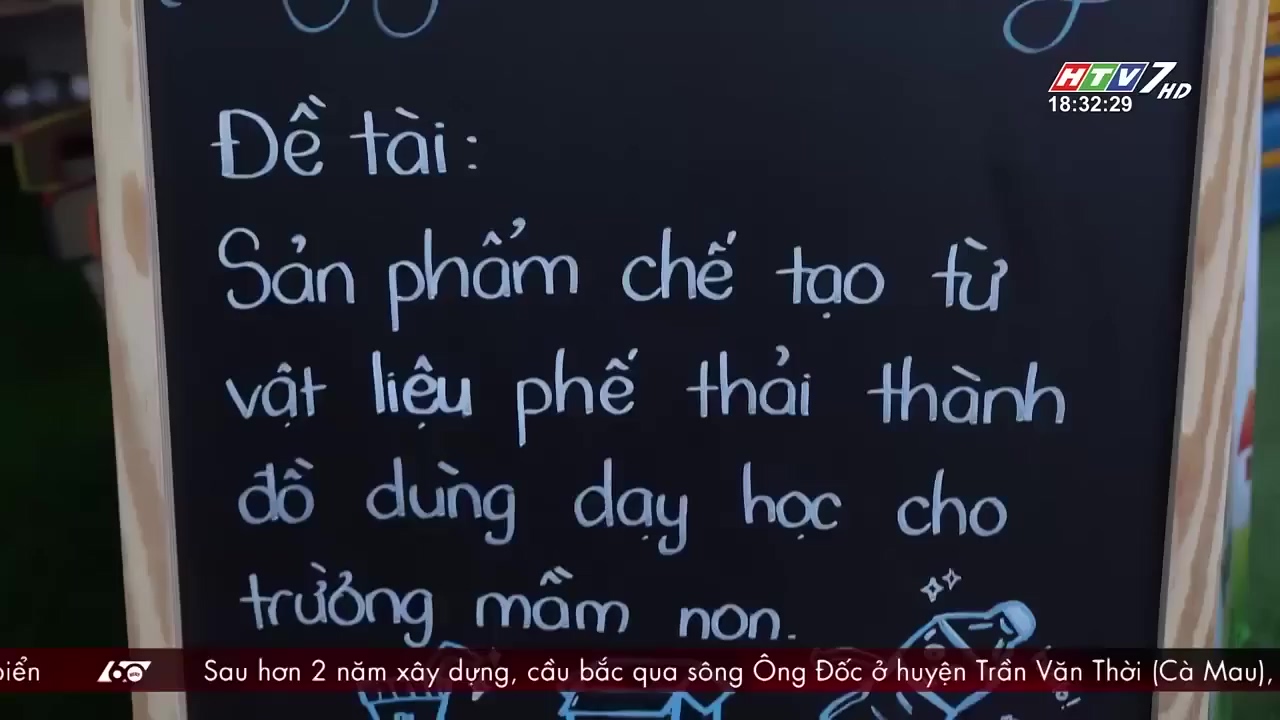 HTV7 HD
18:32:29
Đề tài:
Sản phẩm chế tạo từ
vật liệu phế thải thành
đồ dùng dạy học cho
trường mầm non.
biển 60 Sau hơn 2 năm xây dựng, cầu bắc qua sông Ông Đốc ở huyện Trần Văn Thời (Cà Mau),